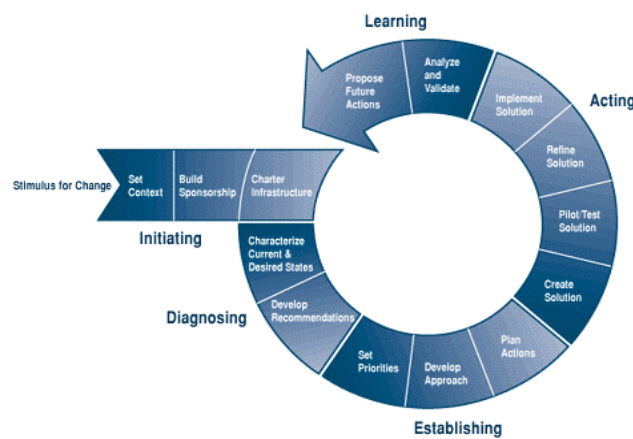 Learning
Analyze
and
Validate
Propose
Future
Actions
Implement
Solution
Acting
Refine
Solution
Stimulus for Change
Set
Context
Build
Sponsorship
Charter
Infrastructure
Pilot/Test
Solution
Initiating
Characterize
Current &
Desired States
Create
Solution
Develop
Recommendations
Diagnosing
Plan
Actions
Set
Priorities
Develop
Approach
Establishing